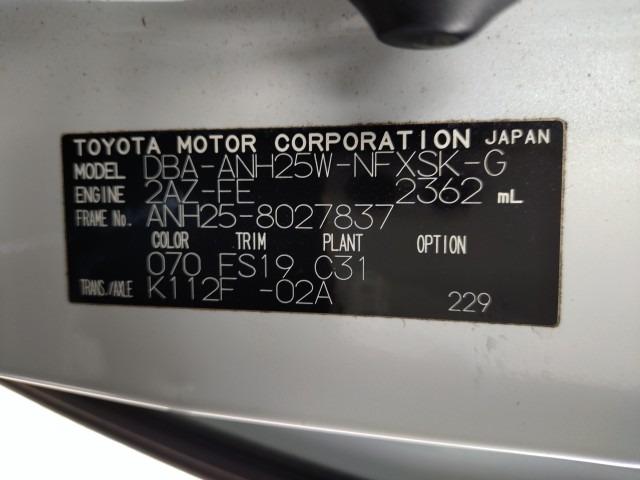 TOYOTA MOTOR CORPORATION JAPAN
MODEL DBA-ANH25W-NFXSK-G
ENGINE 2AZ-FE 2362 mL
FRAME No. ANH25-8027837
COLOR TRIM PLANT OPTION
070 FS19 C31
TRANS./AXLE K112F -02A 229